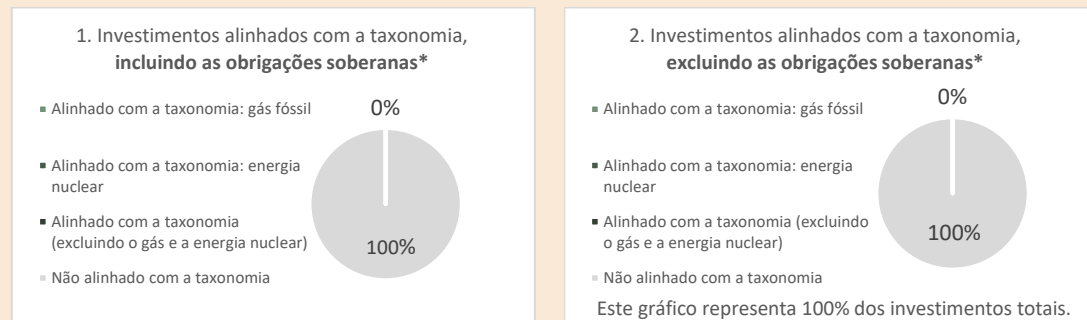 1. Investimentos alinhados com a taxonomia,
incluindo as obrigações soberanas*
Alinhado com a taxonomia: gás fóssil
Alinhado com a taxonomia: energia
nuclear
Alinhado com a taxonomia
(excluindo o gás e a energia nuclear)
Não alinhado com a taxonomia
0%
100%
2. Investimentos alinhados com a taxonomia,
excluindo as obrigações soberanas*
Alinhado com a taxonomia: gás fóssil
Alinhado com a taxonomia: energia
nuclear
Alinhado com a taxonomia (excluindo
o gás e a energia nuclear)
Não alinhado com a taxonomia
0%
100%
Este gráfico representa 100% dos investimentos totais.